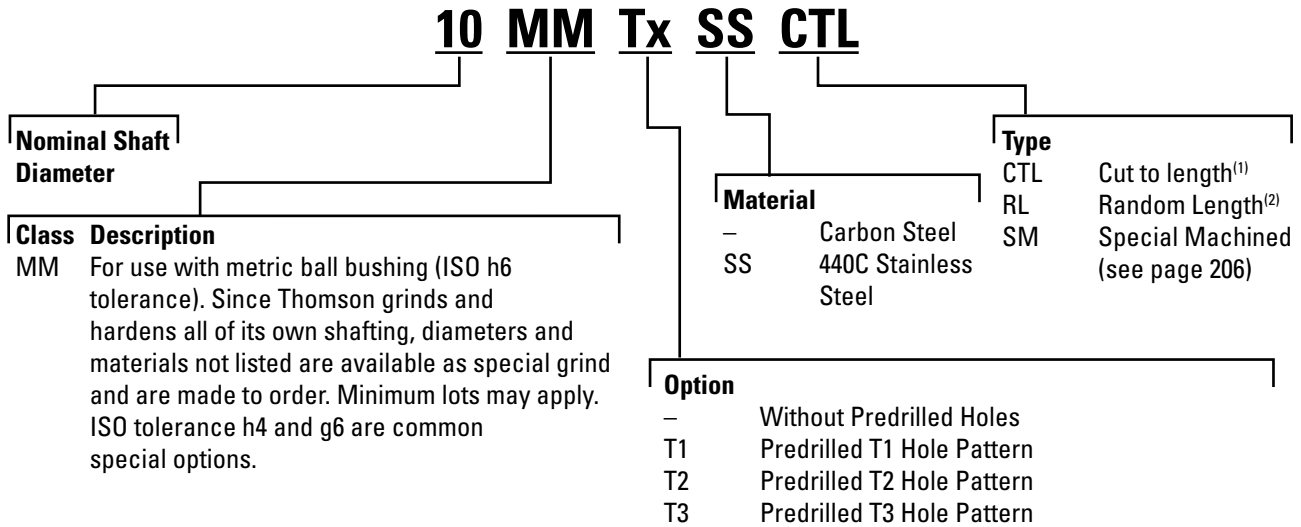 10 MM Tx SS CTL
Nominal Shaft
Diameter
Class Description
MM For use with metric ball bushing (ISO h6
tolerance). Since Thomson grinds and
hardens all of its own shafting, diameters and
materials not listed are available as special grind
and are made to order. Minimum lots may apply.
ISO tolerance h4 and g6 are common
special options.
Material
– Carbon Steel
SS 440C Stainless
Steel
Type
CTL Cut to length(1)
RL Random Length(2)
SM Special Machined
(see page 206)
Option
– Without Predrilled Holes
T1 Predrilled T1 Hole Pattern
T2 Predrilled T2 Hole Pattern
T3 Predrilled T3 Hole Pattern